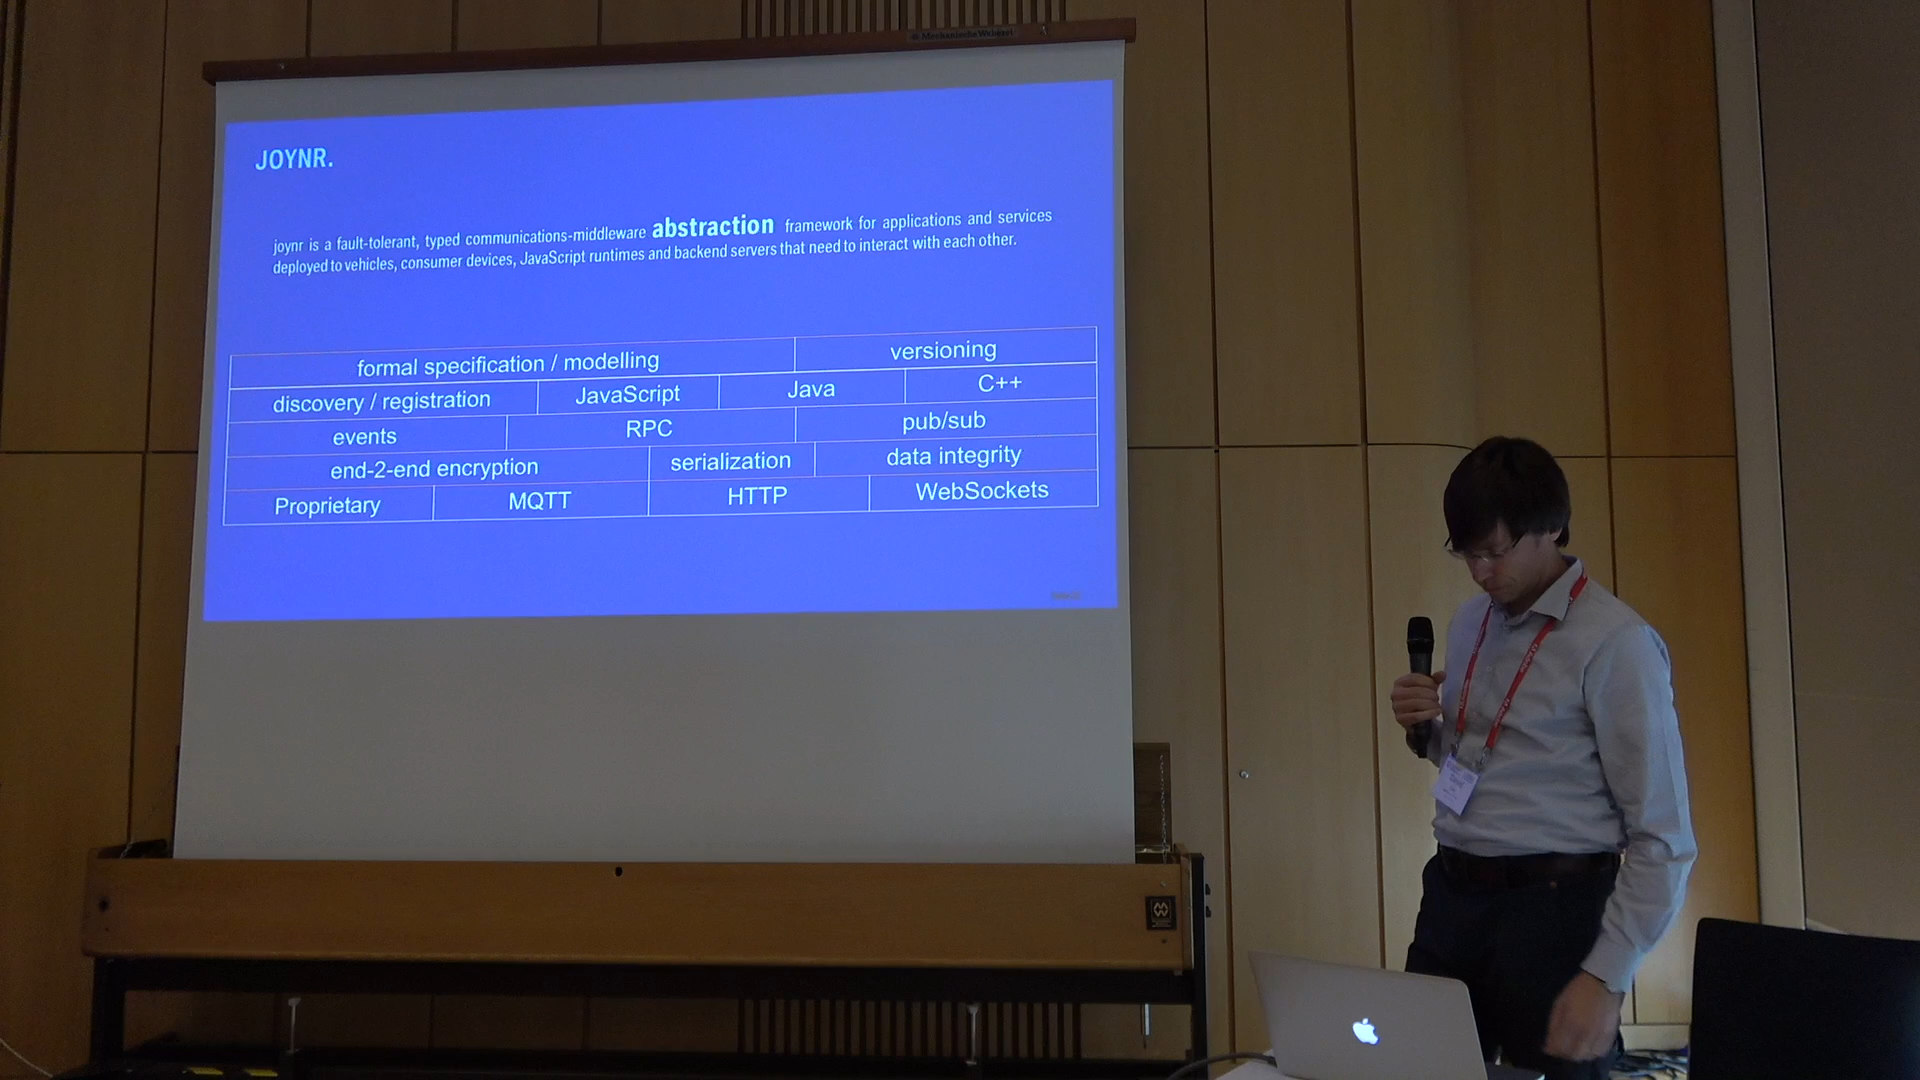 JOYNR.
joynr is a fault-tolerant, typed communications-middleware abstraction framework for applications and services
deployed to vehicles, consumer devices, JavaScript runtimes and backend servers that need to interact with each other.
formal specification / modelling versioning
discovery / registration JavaScript Java C++
events RPC pub/sub
end-2-end encryption serialization data integrity
Proprietary MQTT HTTP WebSockets